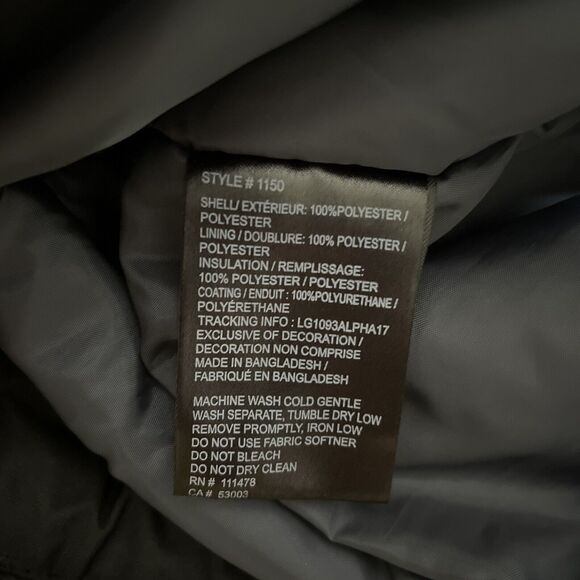 STYLE # 1150
SHELL/ EXTÉRIEUR: 100%POLYESTER /
POLYESTER
LINING / DOUBLURE: 100% POLYESTER /
POLYESTER
INSULATION / REMPLISSAGE:
100% POLYESTER / POLYESTER
COATING / ENDUIT : 100%POLYURETHANE /
POLYÉRETHANE
TRACKING INFO : LG1093ALPHA17
EXCLUSIVE OF DECORATION /
DECORATION NON COMPRISE
MADE IN BANGLADESH /
FABRIQUÉ EN BANGLADESH
MACHINE WASH COLD GENTLE
WASH SEPARATE, TUMBLE DRY LOW
REMOVE PROMPTLY, IRON LOW
DO NOT USE FABRIC SOFTNER
DO NOT BLEACH
DO NOT DRY CLEAN
RN # 111478
CA # 53003